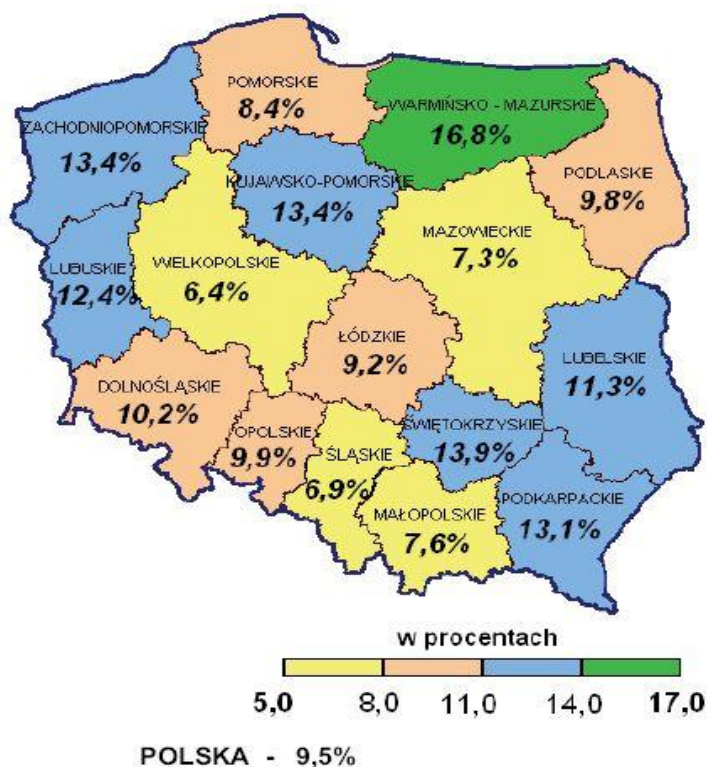 POMORSKIE
8,4%
WARMIŃSKO - MAZURSKIE
16,8%
ZACHODNIOPOMORSKIE
13,4%
KUJAWSKO-POMORSKIE
13,4%
PODLASKIE
9,8%
MAZOWIECKIE
7,3%
LUBUSKIE
12,4%
WIELKOPOLSKIE
6,4%
ŁÓDZKIE
9,2%
LUBELSKIE
11,3%
DOLNOŚLĄSKIE
10,2%
OPOLSKIE
9,9%
ŚLĄSKIE
6,9%
ŚWIĘTOKRZYSKIE
13,9%
MAŁOPOLSKIE
7,6%
PODKARPACKIE
13,1%
w procentach
5,0 8,0 11,0 14,0 17,0
POLSKA - 9,5%